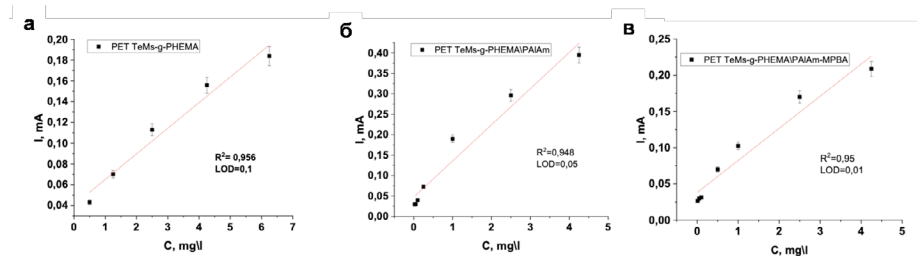 а
PET TeMs-g-PHEMA
0,20
0,18
0,16
0,14
0,12
0,10
0,08
0,06
0,04
I, mA
R²= 0,956
LOD=0,1
0 1 2 3 4 5 6 7
C, mg\l
б
PET TeMs-g-PHEMA\PAlAm
0,40
0,35
0,30
0,25
0,20
0,15
0,10
0,05
0,00
I, mA
R²=0,948
LOD=0,05
0 1 2 3 4 5
C, mg\l
в
PET TeMs-g-PHEMA\PAlAm-MPBA
0,20
0,15
0,10
0,05
0,00
I, mA
R²=0,95
LOD=0,01
0 1 2 3 4 5
C, mg\l